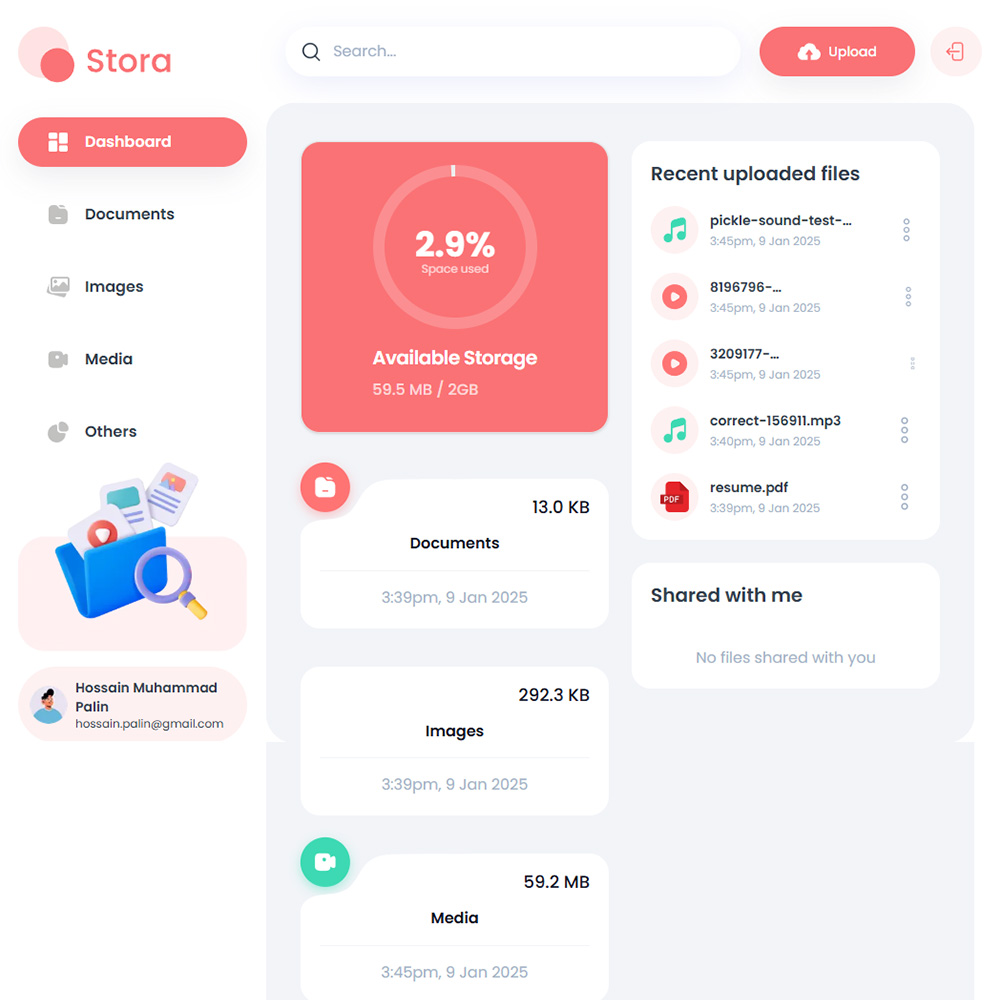 Stora
Search...
Upload
Dashboard
Documents
Images
Media
Others
Hossain Muhammad
Palin
hossain.palin@gmail.com
2.9%
Space used
Available Storage
59.5 MB / 2GB
13.0 KB
Documents
3:39pm, 9 Jan 2025
292.3 KB
Images
3:39pm, 9 Jan 2025
59.2 MB
Media
3:45pm, 9 Jan 2025
Recent uploaded files
pickle-sound-test-...
3:45pm, 9 Jan 2025
8196796-...
3:45pm, 9 Jan 2025
3209177-...
3:45pm, 9 Jan 2025
correct-156911.mp3
3:40pm, 9 Jan 2025
PDF
resume.pdf
3:39pm, 9 Jan 2025
Shared with me
No files shared with you